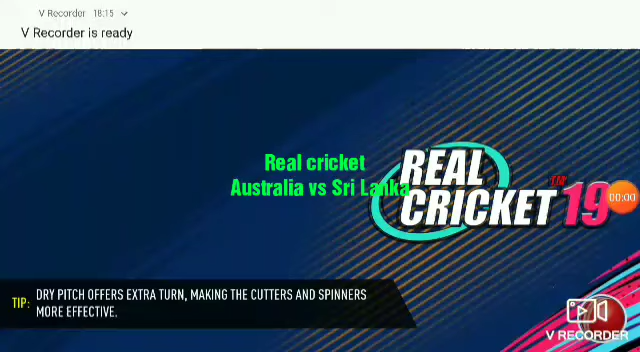 V Recorder 18:15
V Recorder is ready
Real cricket
Australia vs Sri Lanka
REAL
CRICKET™ 19
00:00
TIP: DRY PITCH OFFERS EXTRA TURN, MAKING THE CUTTERS AND SPINNERS
MORE EFFECTIVE.
V RECORDER